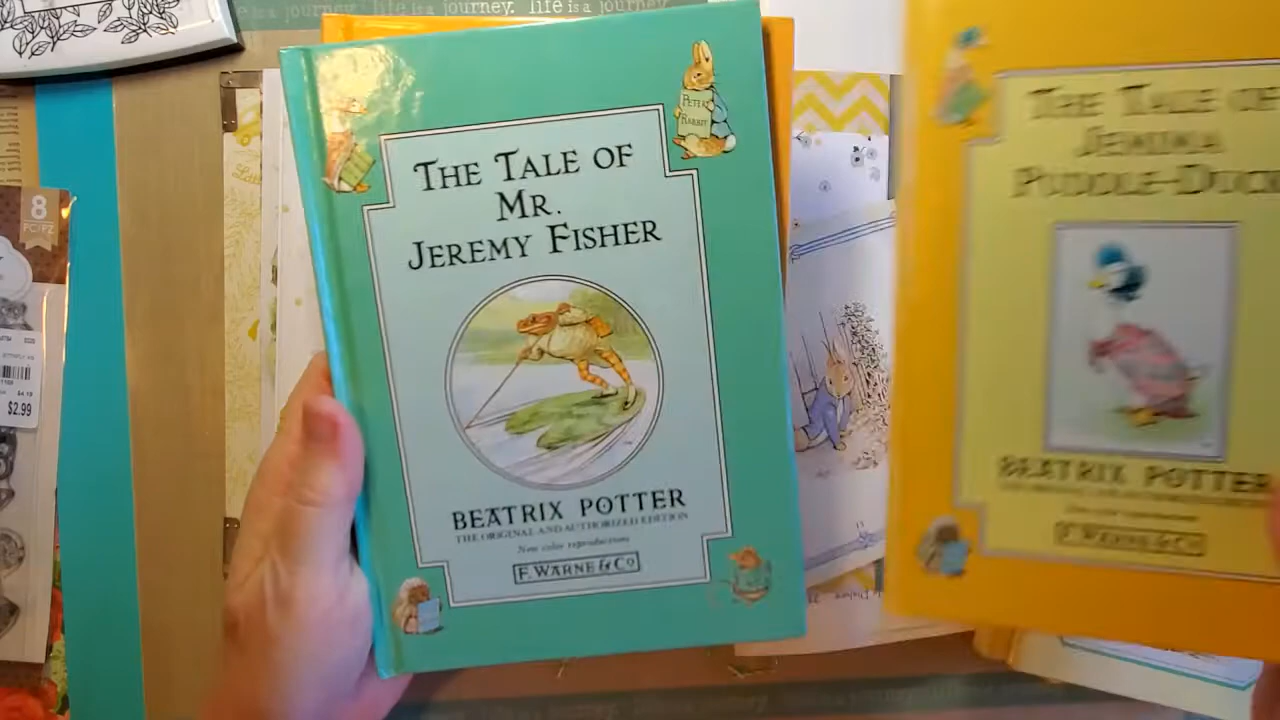 life is a journey. life is a journey.
8
PC/PZ
$2.99
THE TALE OF
MR.
JEREMY FISHER
PETER
RABBIT
BEATRIX POTTER
THE ORIGINAL AND AUTHORIZED EDITION
New color reproductions
F. WARNE & CO
THE TALE OF
JEMIMA
PUDDLE-DUCK
BEATRIX POTTER
F. WARNE & CO